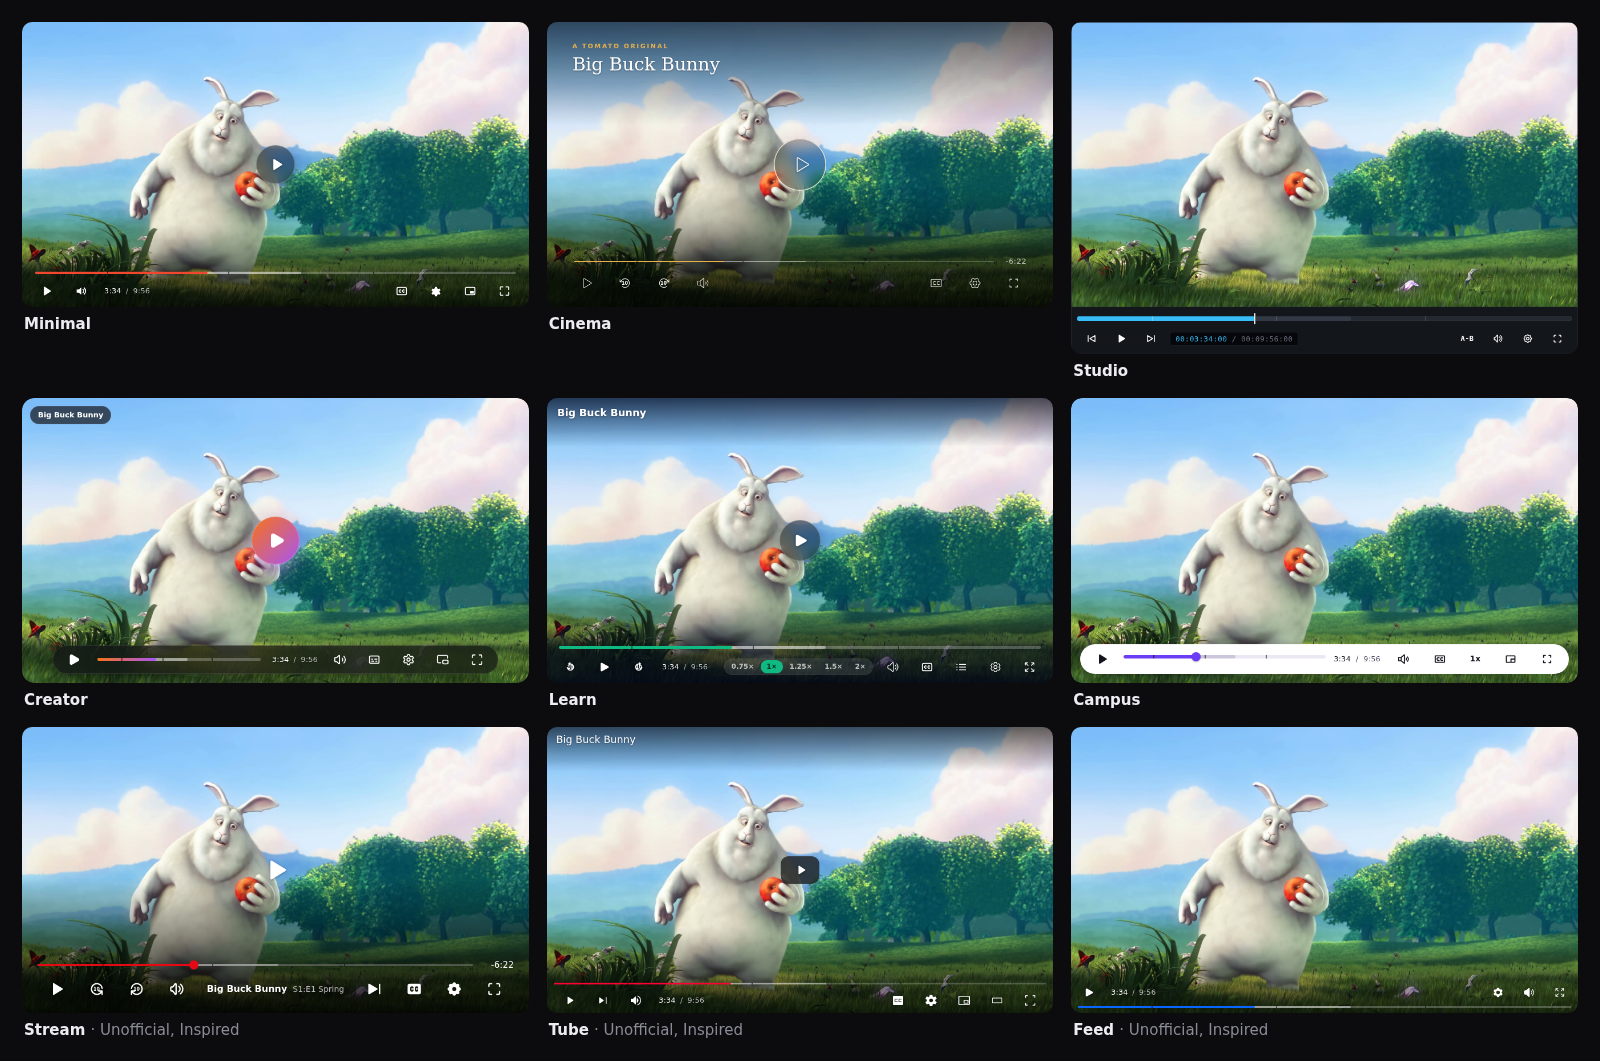 3:34 / 9:56
Minimal
A TOMATO ORIGINAL
Big Buck Bunny
-6:22
10
10
CC
Cinema
00:03:34:00 / 00:09:56:00
A-B
Studio
Big Buck Bunny
3:34 / 9:56
Creator
Big Buck Bunny
3:34 / 9:56
0.75× 1× 1.25× 1.5× 2×
Learn
3:34 / 9:56
1x
Campus
-6:22
Big Buck Bunny S1:E1 Spring
Stream · Unofficial, Inspired
Big Buck Bunny
3:34 / 9:56
Tube · Unofficial, Inspired
3:34 / 9:56
Feed · Unofficial, Inspired